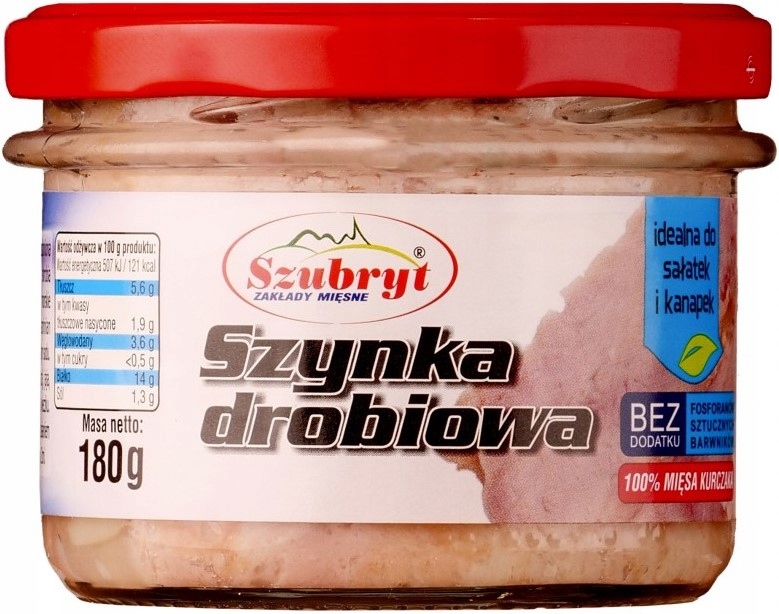 Szubryt®
ZAKŁADY MIĘSNE
Szynka
drobiowa
idealna do
sałatek
i kanapek
BEZ
DODATKU
FOSFORANÓW
SZTUCZNYCH
BARWNIKÓW
100% MIĘSA KURCZAKA
Wartość odżywcza w 100 g produktu:
Wartość energetyczna 507 kJ / 121 kcal
Tłuszcz 5,6 g
w tym kwasy
tłuszczowe nasycone 1,9 g
Węglowodany 3,6 g
w tym cukry <0,5 g
Białko 14 g
Sól 1,3 g
Masa netto:
180 g